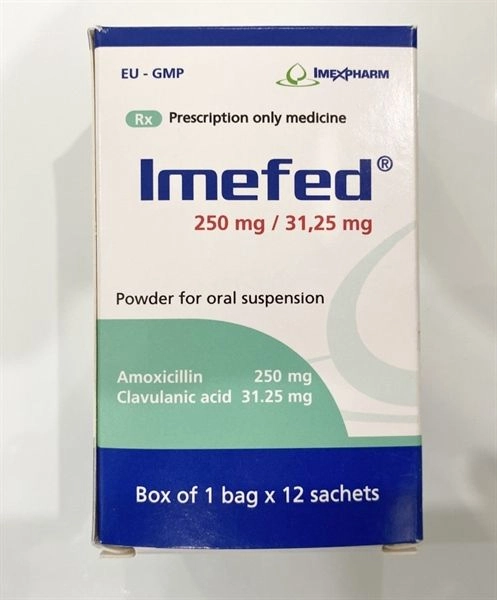 EU - GMP
IMEXPHARM
Rx Prescription only medicine
Imefed®
250 mg / 31,25 mg
Powder for oral suspension
Amoxicillin 250 mg
Clavulanic acid 31.25 mg
Box of 1 bag x 12 sachets